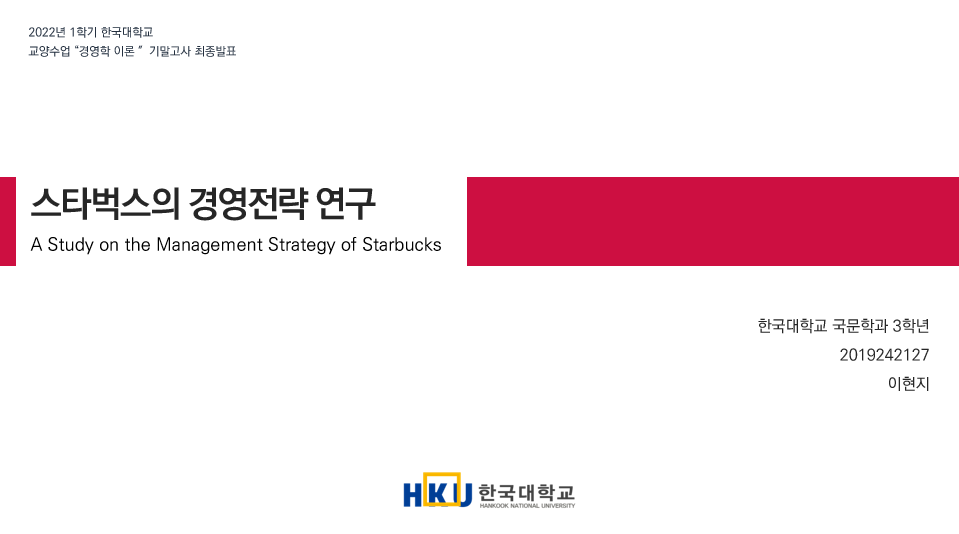 2022년 1학기 한국대학교
교양수업 “경영학 이론 ” 기말고사 최종발표
스타벅스의 경영전략 연구
A Study on the Management Strategy of Starbucks
한국대학교 국문학과 3학년
2019242127
이현지
HKU 한국대학교
HANKOOK NATIONAL UNIVERSITY